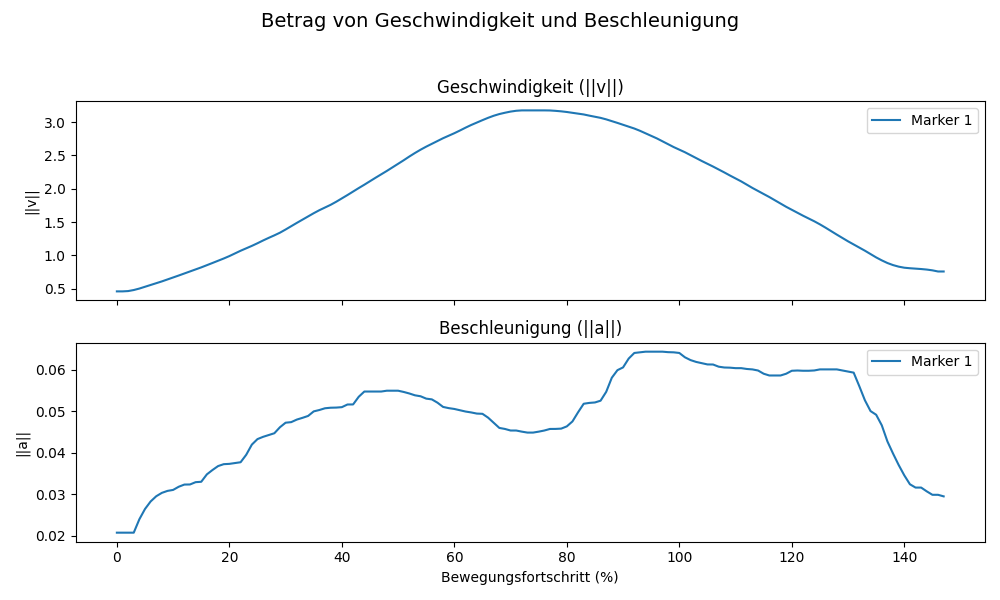 Betrag von Geschwindigkeit und Beschleunigung
Geschwindigkeit (||v||)
Marker 1
||v||
3.0
2.5
2.0
1.5
1.0
0.5
Beschleunigung (||a||)
Marker 1
||a||
0.06
0.05
0.04
0.03
0.02
0 20 40 60 80 100 120 140
Bewegungsfortschritt (%)